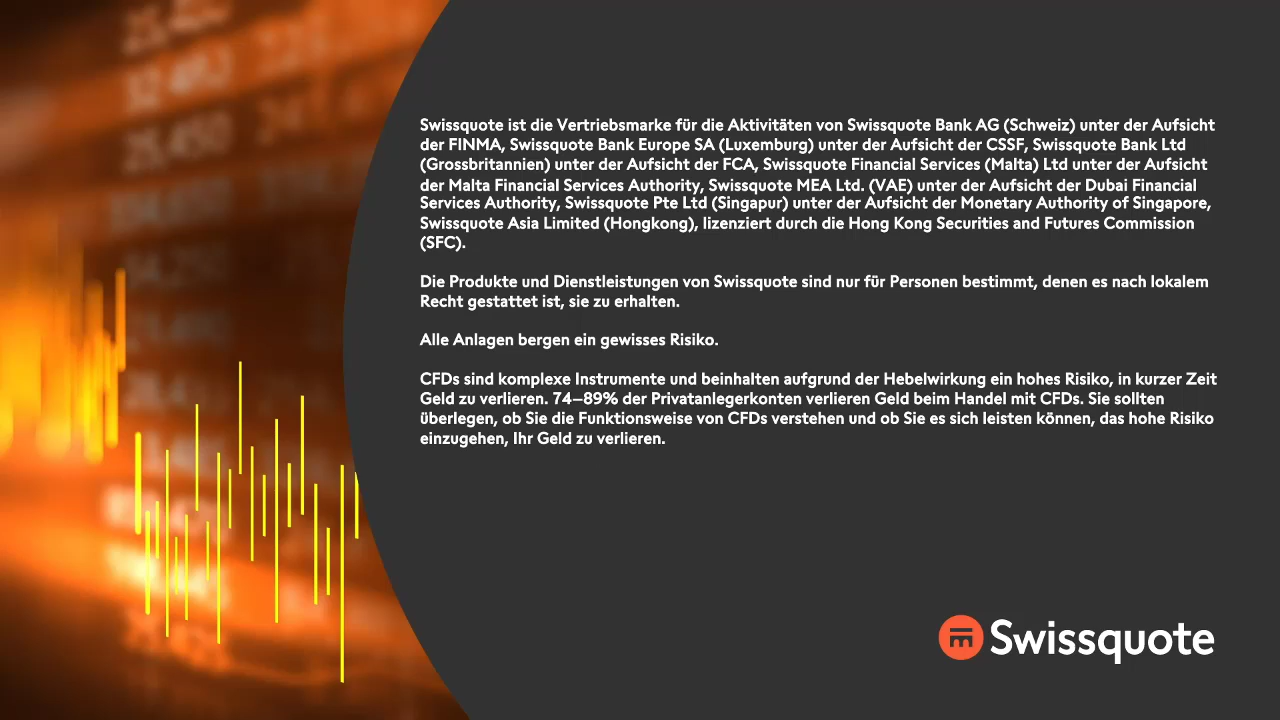 Swissquote ist die Vertriebsmarke für die Aktivitäten von Swissquote Bank AG (Schweiz) unter der Aufsicht
der FINMA, Swissquote Bank Europe SA (Luxemburg) unter der Aufsicht der CSSF, Swissquote Bank Ltd
(Grossbritannien) unter der Aufsicht der FCA, Swissquote Financial Services (Malta) Ltd unter der Aufsicht
der Malta Financial Services Authority, Swissquote MEA Ltd. (VAE) unter der Aufsicht der Dubai Financial
Services Authority, Swissquote Pte Ltd (Singapur) unter der Aufsicht der Monetary Authority of Singapore,
Swissquote Asia Limited (Hongkong), lizenziert durch die Hong Kong Securities and Futures Commission
(SFC).
Die Produkte und Dienstleistungen von Swissquote sind nur für Personen bestimmt, denen es nach lokalem
Recht gestattet ist, sie zu erhalten.
Alle Anlagen bergen ein gewisses Risiko.
CFDs sind komplexe Instrumente und beinhalten aufgrund der Hebelwirkung ein hohes Risiko, in kurzer Zeit
Geld zu verlieren. 74–89% der Privatanlegerkonten verlieren Geld beim Handel mit CFDs. Sie sollten
überlegen, ob Sie die Funktionsweise von CFDs verstehen und ob Sie es sich leisten können, das hohe Risiko
einzugehen, Ihr Geld zu verlieren.
Swissquote